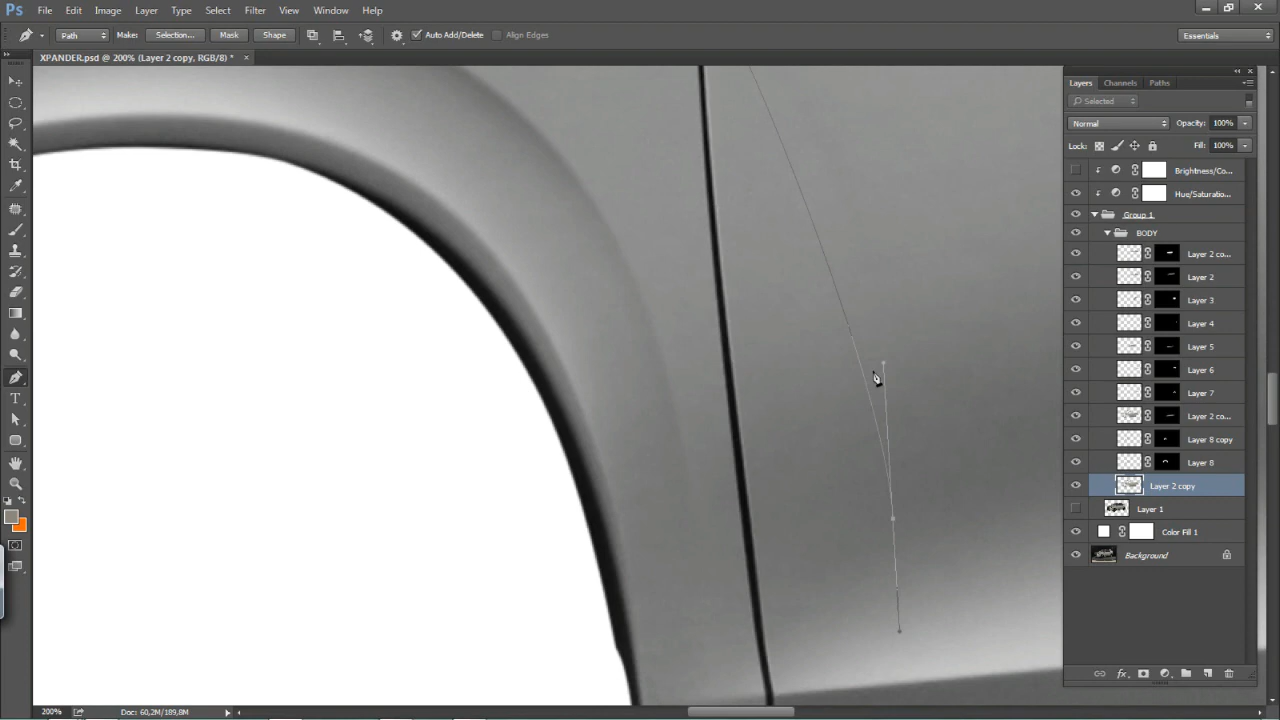 Ps File Edit Image Layer Type Select Filter View Window Help
Path Make: Selection... Mask Shape Auto Add/Delete Align Edges Essentials
XPANDER.psd @ 200% (Layer 2 copy, RGB/8) *
Layers Channels Paths
Selected
Normal Opacity: 100%
Lock: Fill: 100%
Brightness/Co...
Hue/Saturatio...
Group 1
BODY
Layer 2 co...
Layer 2
Layer 3
Layer 4
Layer 5
Layer 6
Layer 7
Layer 2 co...
Layer 8 copy
Layer 8
Layer 2 copy
Layer 1
Color Fill 1
Background
200% Doc: 60,2M/189,8M